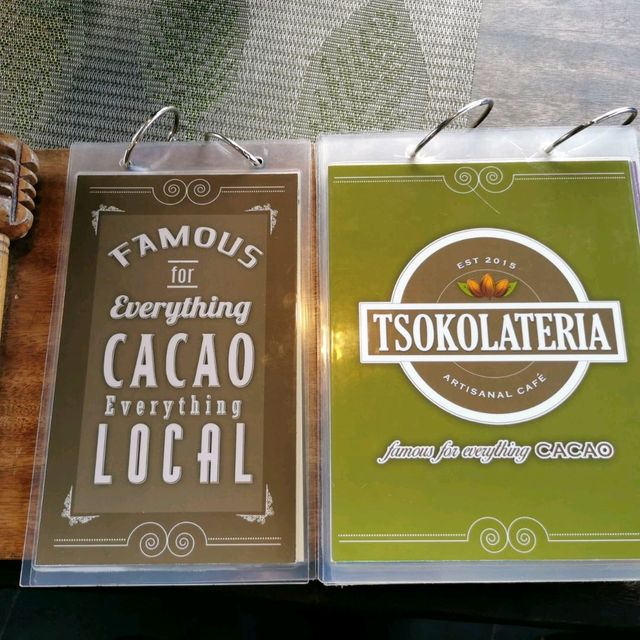 FAMOUS
for
Everything
CACAO
Everything
LOCAL
EST 2015
TSOKOLATERIA
ARTISANAL CAFÉ
famous for everything CACAO